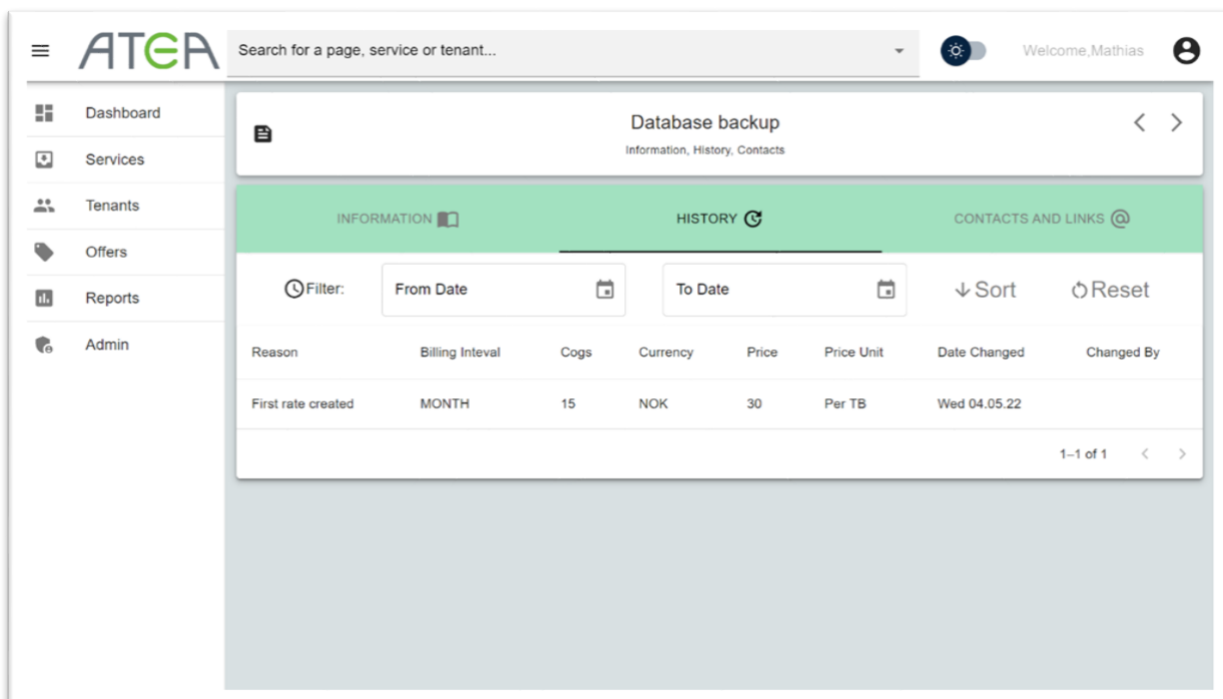 ATEA Search for a page, service or tenant... Welcome,Mathias
Dashboard
Services
Tenants
Offers
Reports
Admin
Database backup
Information, History, Contacts
INFORMATION HISTORY CONTACTS AND LINKS
Filter: From Date To Date Sort Reset
Reason Billing Inteval Cogs Currency Price Price Unit Date Changed Changed By
First rate created MONTH 15 NOK 30 Per TB Wed 04.05.22
1–1 of 1